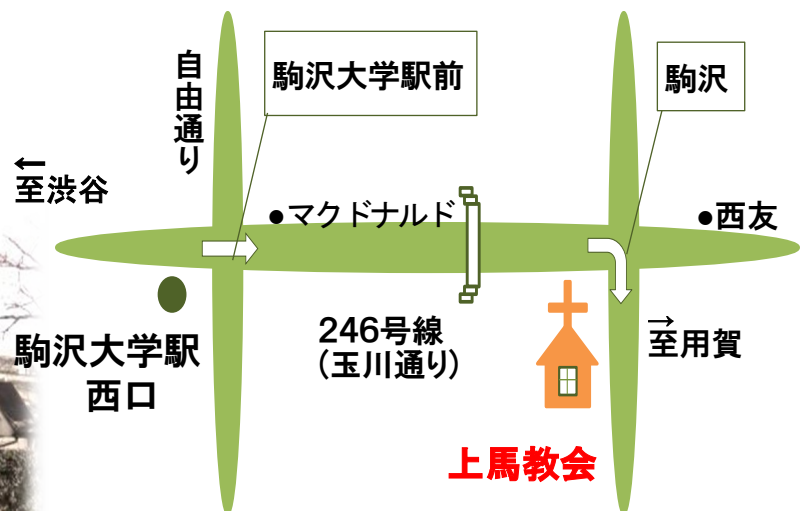 自由通り
駒沢大学駅前
駒沢
←
至渋谷
●マクドナルド
●西友
246号線
(玉川通り)
→
至用賀
駒沢大学駅
西口
上馬教会